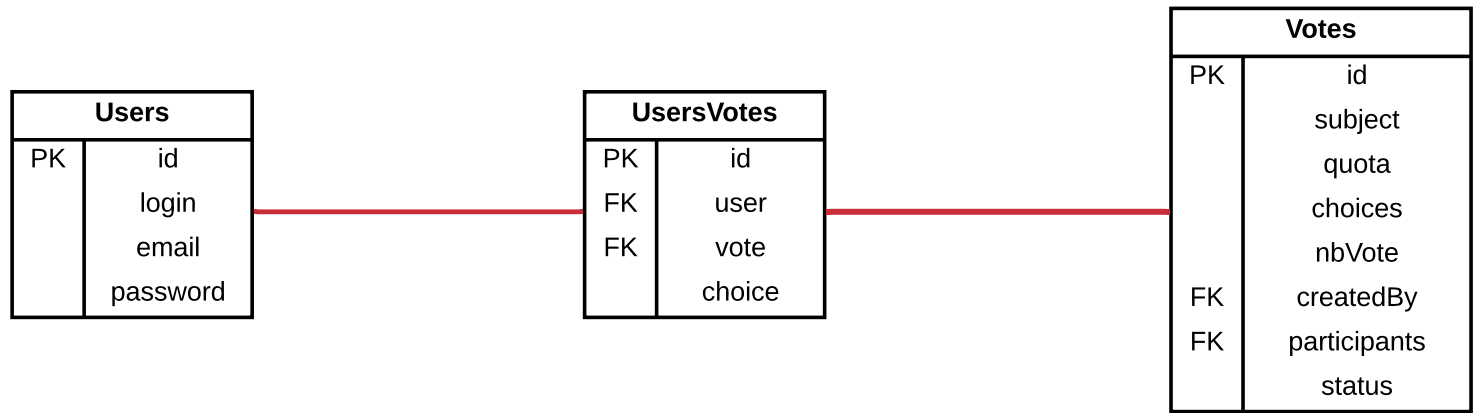 Users
PK id
login
email
password
UsersVotes
PK id
FK user
FK vote
choice
Votes
PK id
subject
quota
choices
nbVote
FK createdBy
FK participants
status